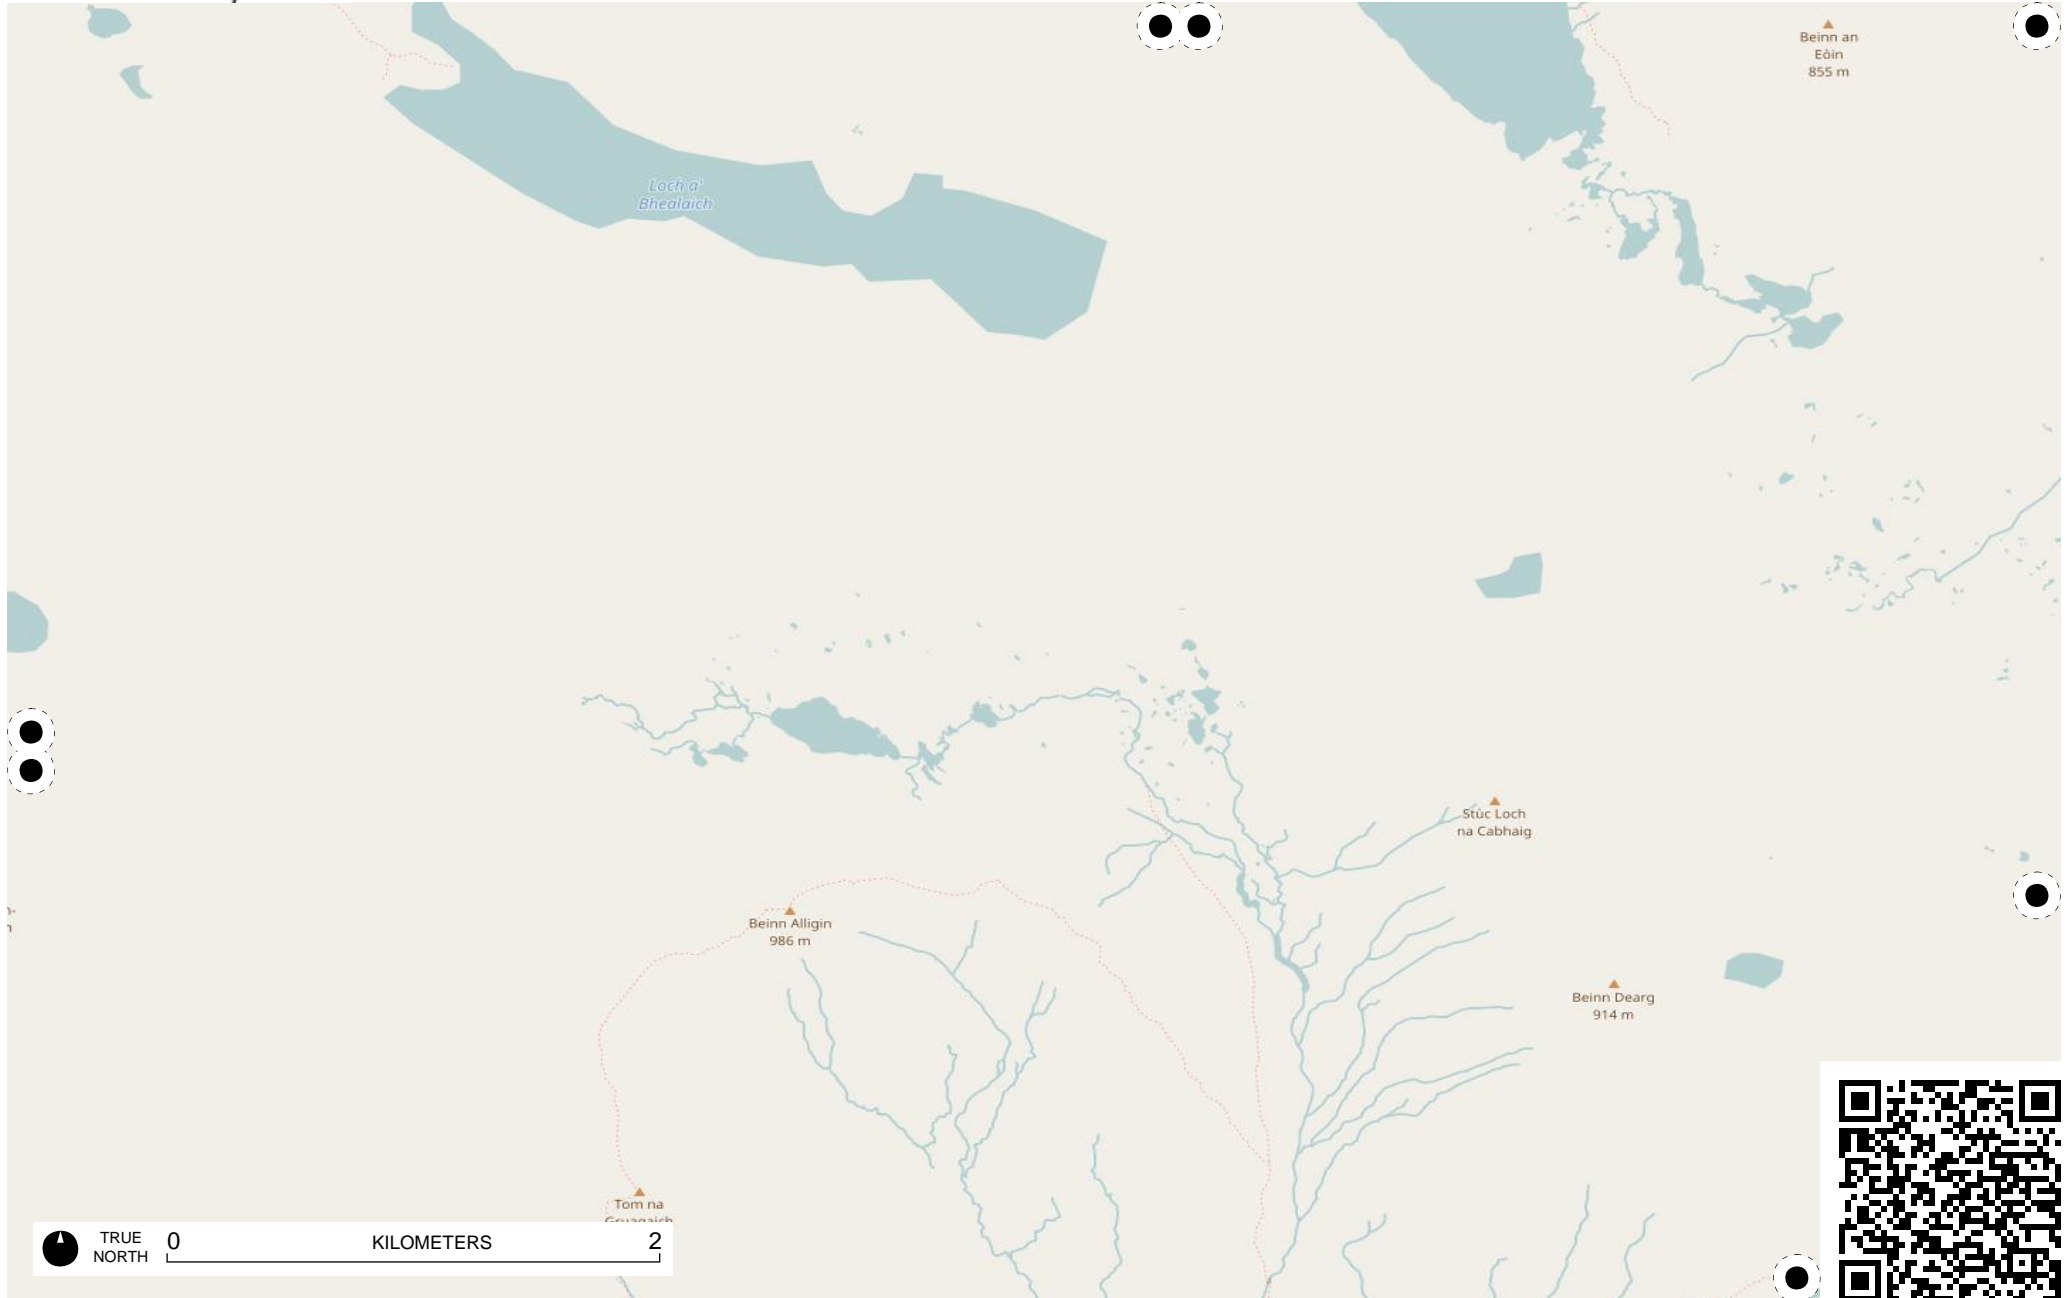 Beinn an
Eòin
855 m
Loch a'
Bhealaich
Stùc Loch
na Cabhaig
Beinn Alligin
986 m
Beinn Dearg
914 m
Tom na
Gruagaich
TRUE
NORTH
0
KILOMETERS
2